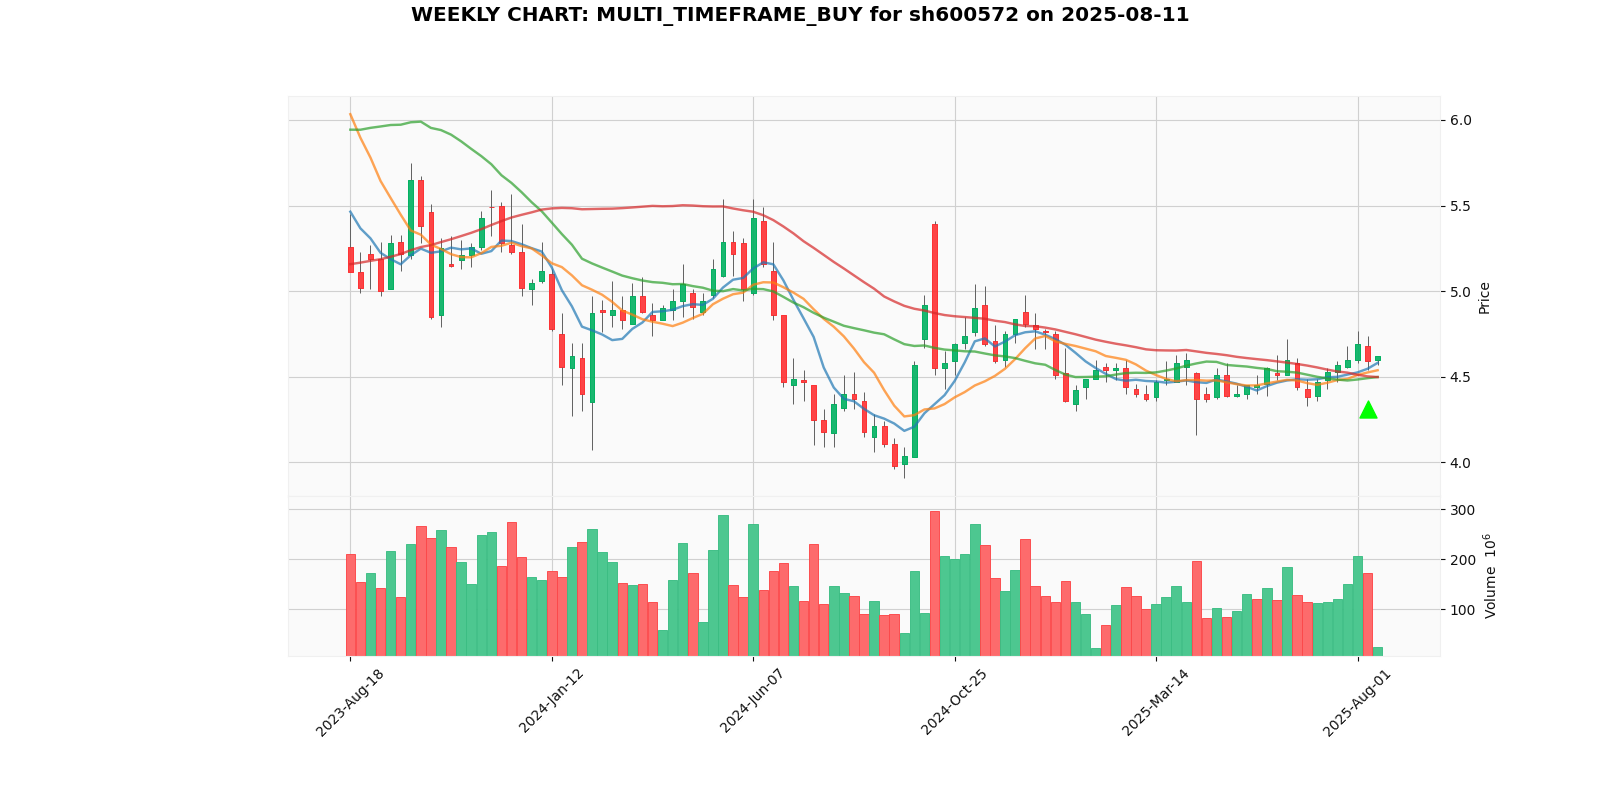 WEEKLY CHART: MULTI_TIMEFRAME_BUY for sh600572 on 2025-08-11
6.0
5.5
5.0
4.5
4.0
Price
300
200
100
Volume 10^6
2023-Aug-18
2024-Jan-12
2024-Jun-07
2024-Oct-25
2025-Mar-14
2025-Aug-01